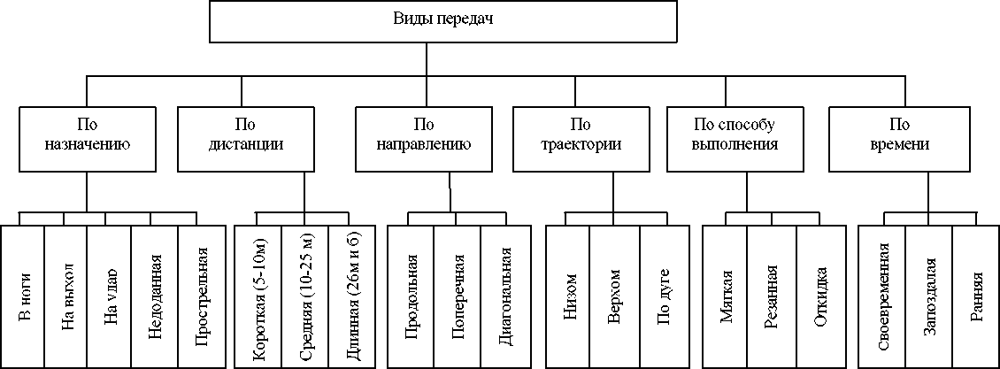 Виды передач
По
назначению
По
дистанции
По
направлению
По
траектории
По способу
выполнения
По
времени
В ноги
На выход
На удар
Недоданная
Прострельная
Короткая (5-10м)
Средняя (10-25 м)
Длинная (26м и б)
Продольная
Поперечная
Диагональная
Низом
Верхом
По дуге
Мягкая
Резанная
Откидка
Своевременная
Запоздалая
Ранняя